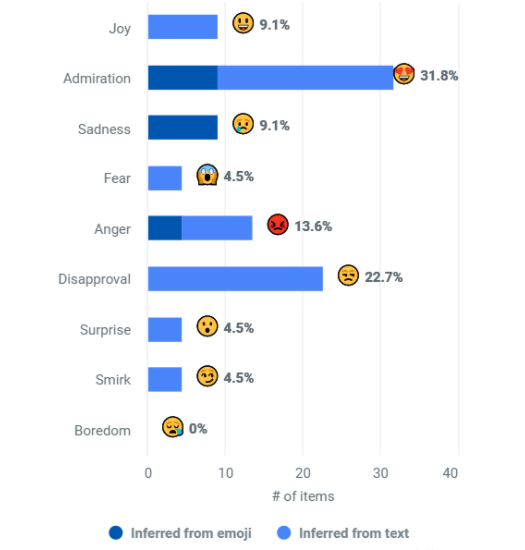 Joy 9.1%
Admiration 31.8%
Sadness 9.1%
Fear 4.5%
Anger 13.6%
Disapproval 22.7%
Surprise 4.5%
Smirk 4.5%
Boredom 0%
0 10 20 30 40
# of items
Inferred from emoji Inferred from text